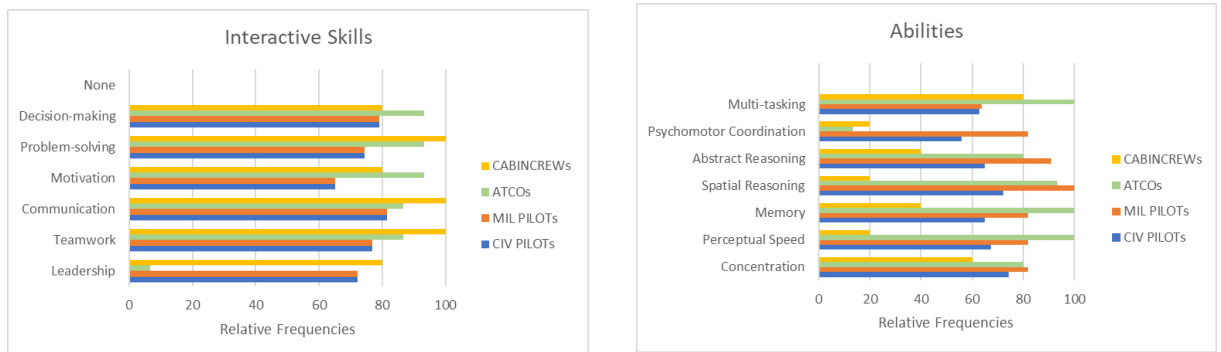 Interactive Skills
None
Decision-making
Problem-solving
Motivation
Communication
Teamwork
Leadership
0 20 40 60 80 100
Relative Frequencies
CABINCREWs
ATCOs
MIL PILOTs
CIV PILOTs
Abilities
Multi-tasking
Psychomotor Coordination
Abstract Reasoning
Spatial Reasoning
Memory
Perceptual Speed
Concentration
0 20 40 60 80 100
Relative Frequencies
CABINCREWs
ATCOs
MIL PILOTs
CIV PILOTs